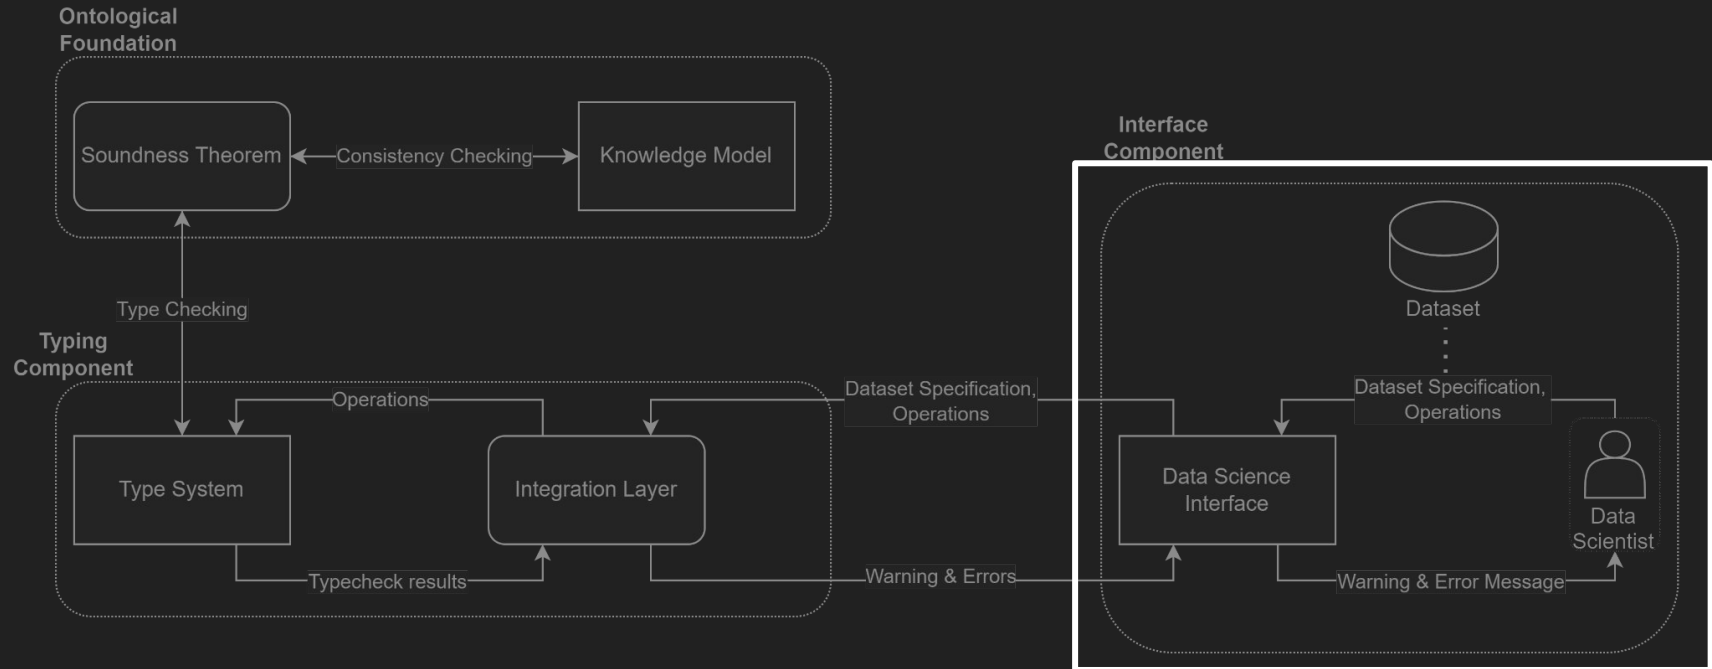 Ontological
Foundation
Soundness Theorem
Consistency Checking
Knowledge Model
Interface
Component
Dataset
Type Checking
Typing
Component
Operations
Dataset Specification,
Operations
Dataset Specification,
Operations
Type System
Integration Layer
Data Science
Interface
Data
Scientist
Typecheck results
Warning & Errors
Warning & Error Message